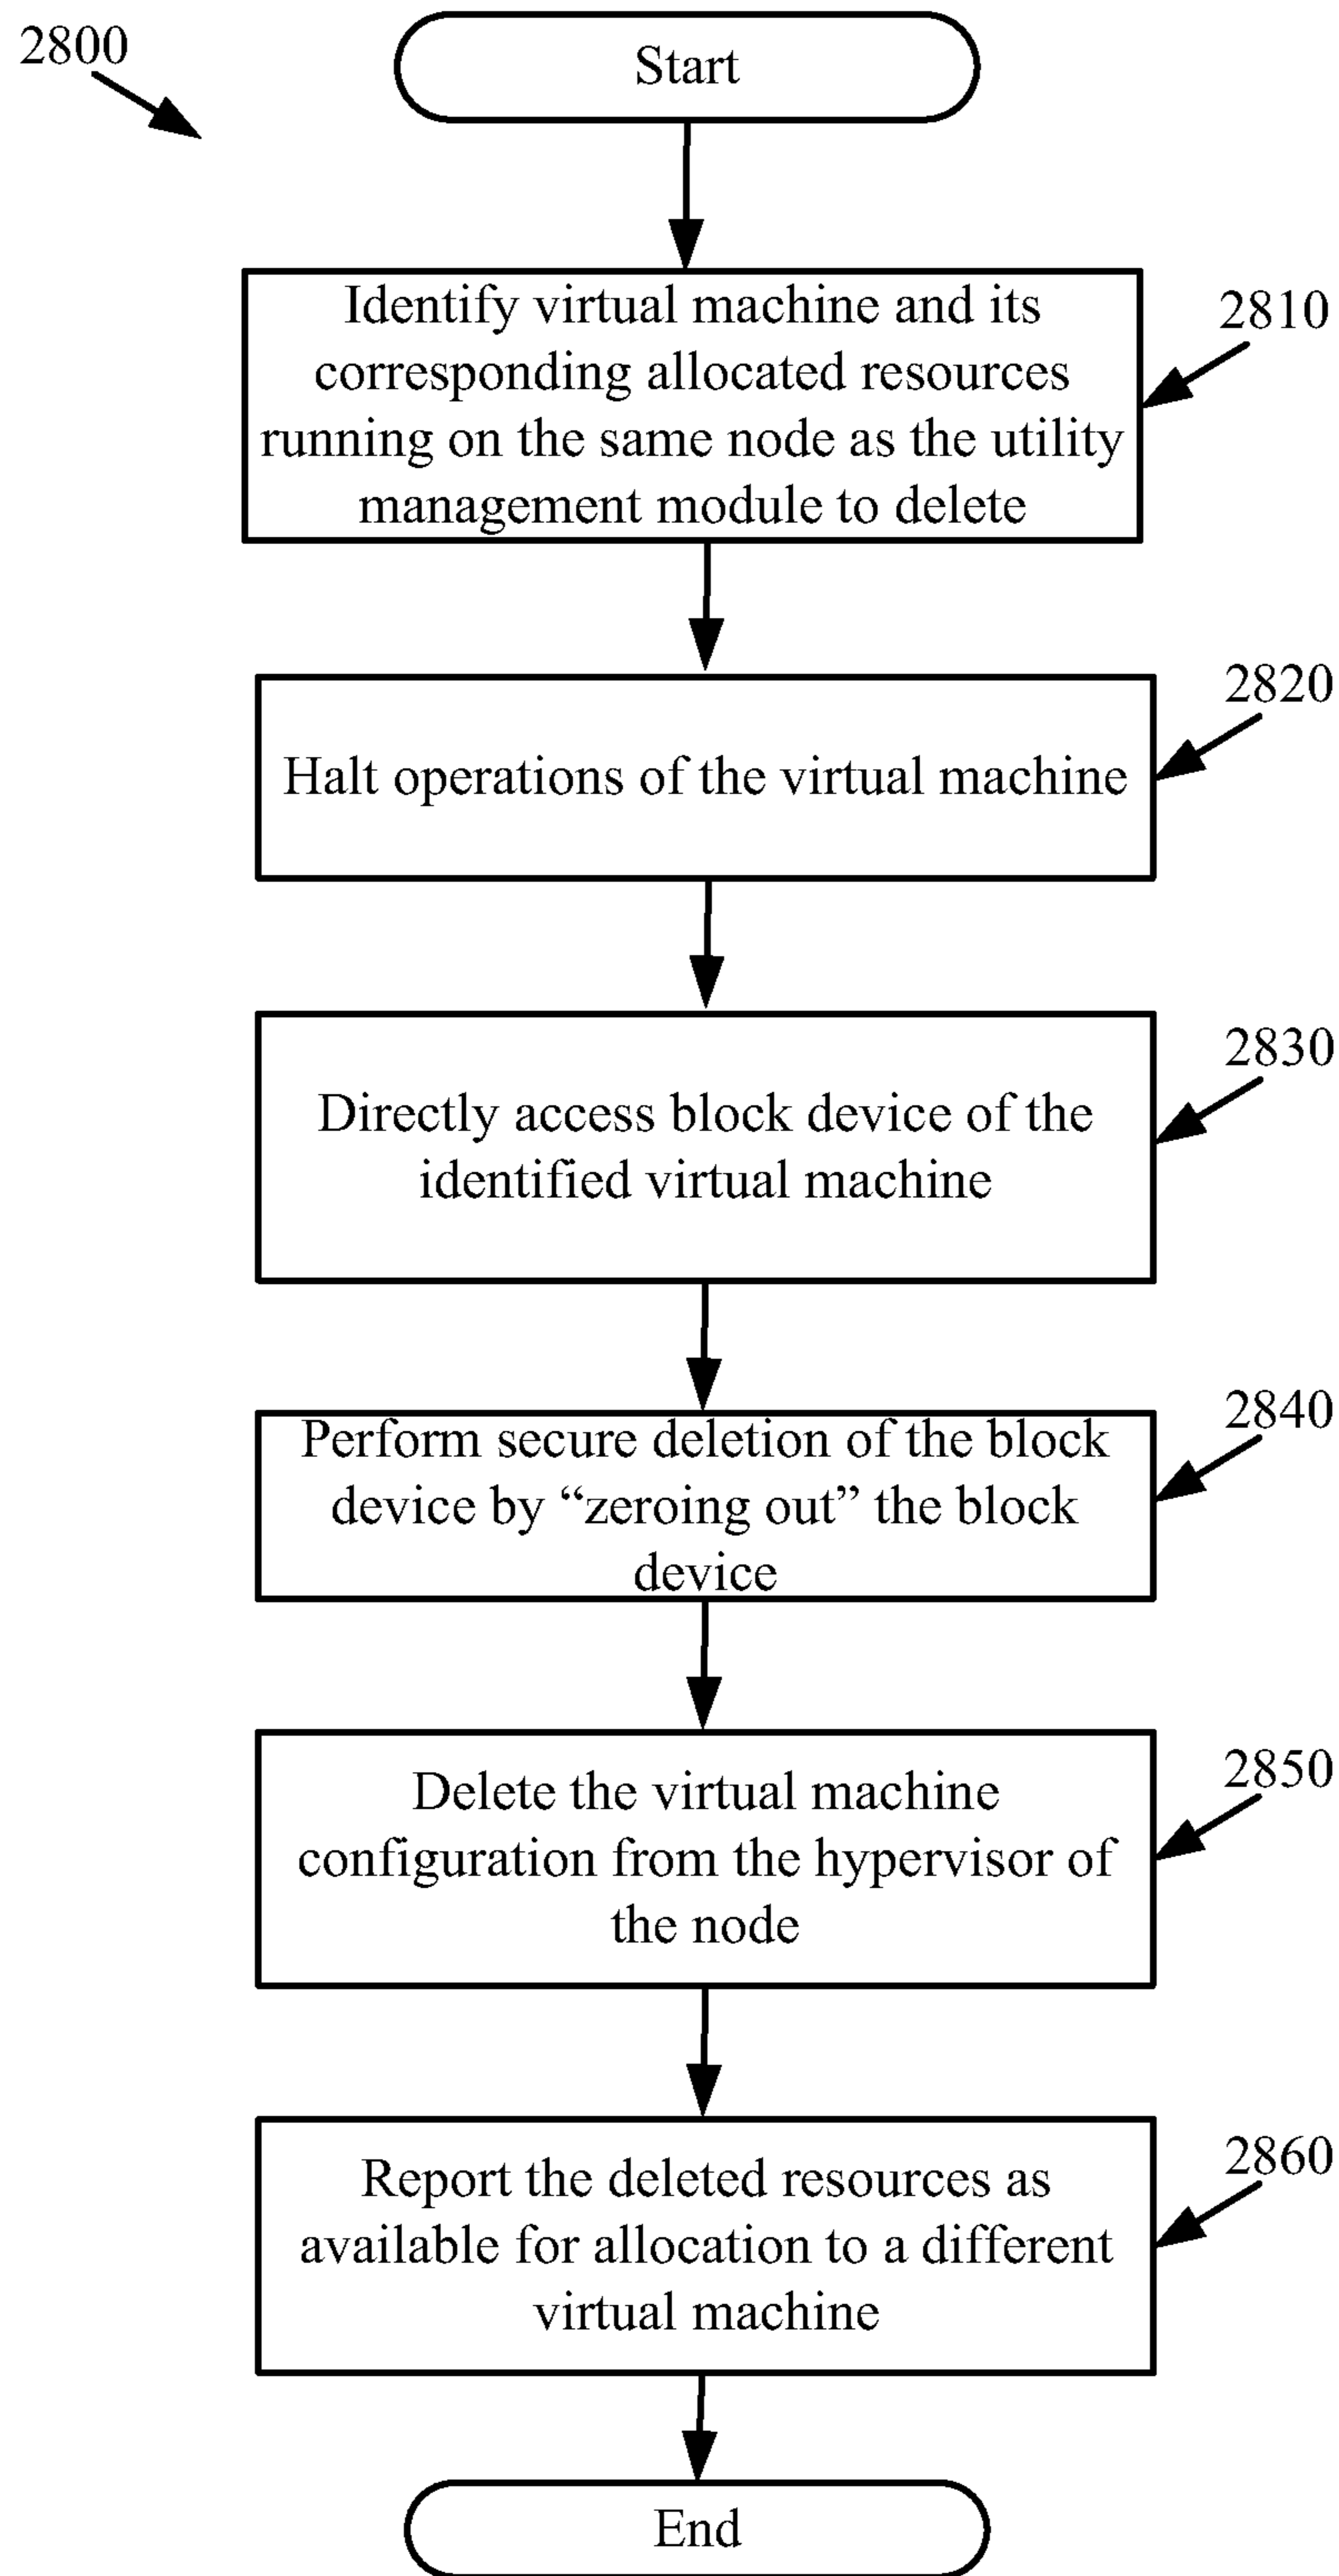 2800
Start
Identify virtual machine and its
corresponding allocated resources
running on the same node as the utility
management module to delete
2810
Halt operations of the virtual machine
2820
Directly access block device of the
identified virtual machine
2830
Perform secure deletion of the block
device by “zeroing out” the block
device
2840
Delete the virtual machine
configuration from the hypervisor of
the node
2850
Report the deleted resources as
available for allocation to a different
virtual machine
2860
End